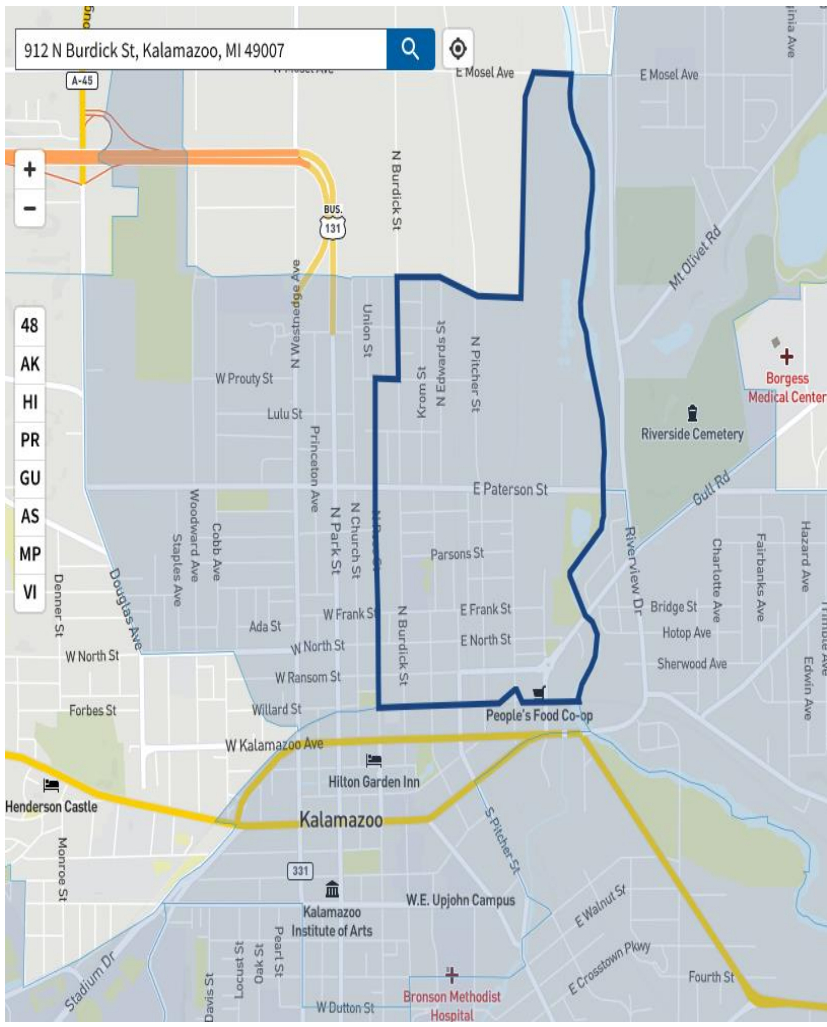 912 N Burdick St, Kalamazoo, MI 49007
W Mosel Ave
E Mosel Ave
E Mosel Ave
A-45
+
−
BUS.
131
N Burdick St
Mt Olivet Rd
N Westnedge Ave
Union St
N Edwards St
N Pitcher St
Krom St
48
AK
HI
PR
GU
AS
MP
VI
W Prouty St
Lulu St
Princeton Ave
Borgess
Medical Center
Riverside Cemetery
E Paterson St
Gull Rd
Woodward Ave
Staples Ave
Cobb Ave
N Park St
N Church St
N Rose St
Parsons St
Riverview Dr
Charlotte Ave
Fairbanks Ave
Hazard Ave
Denner St
Douglas Ave
Ada St
W Frank St
N Burdick St
E Frank St
Bridge St
W North St
W North St
E North St
Hotop Ave
Edwin Ave
W Ransom St
Sherwood Ave
Forbes St
Willard St
People's Food Co-op
W Kalamazoo Ave
Hilton Garden Inn
Henderson Castle
Kalamazoo
Monroe St
S Pitcher St
331
Kalamazoo
Institute of Arts
W.E. Upjohn Campus
E Walnut St
E Crosstown Pkwy
Stadium Dr
Locust St
Oak St
Pearl St
Davis St
W Dutton St
Bronson Methodist
Hospital
Fourth St